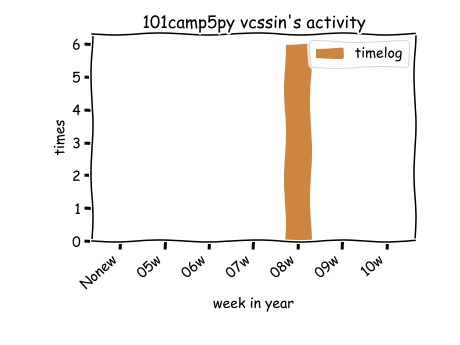 101camp5py vcssin's activity
timelog
times
6
5
4
3
2
1
0
Nonew
05w
06w
07w
08w
09w
10w
week in year